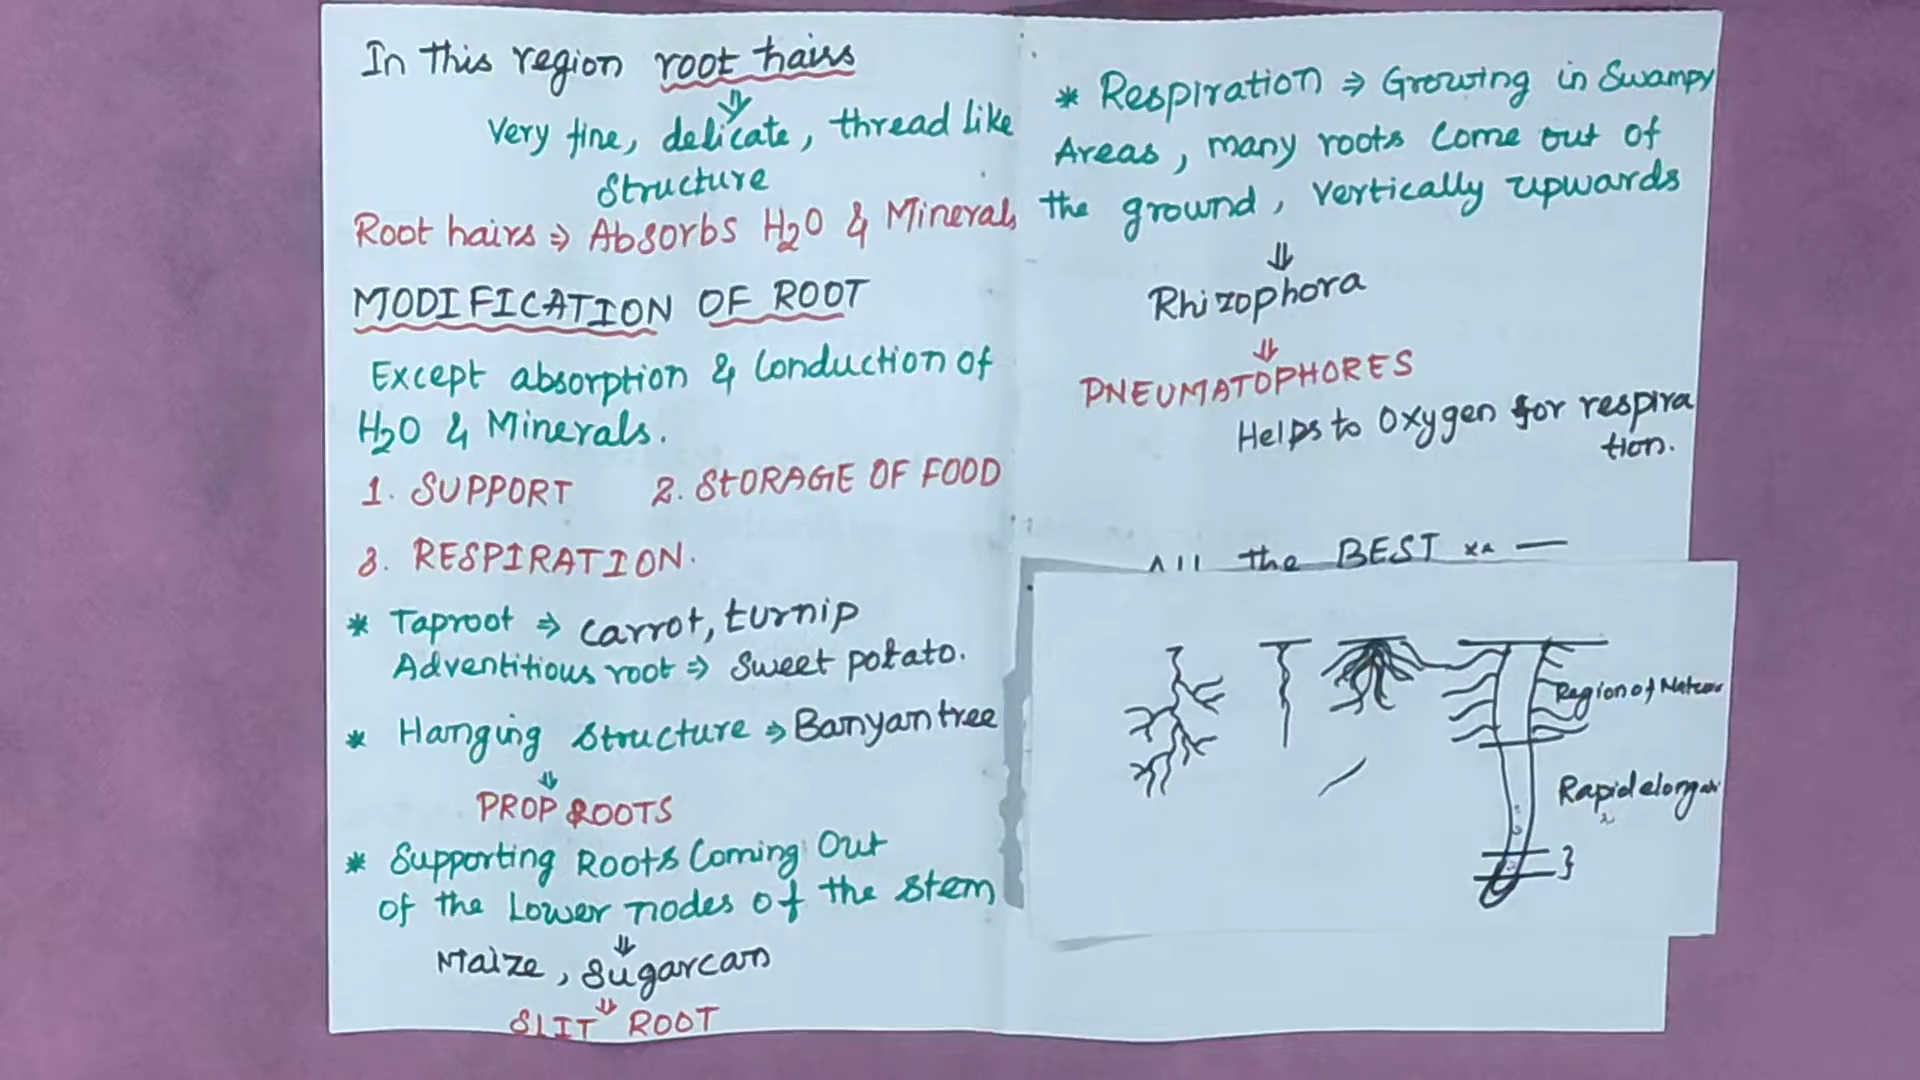 In this region root hairs
⇓
Very fine, delicate, thread like
Structure
Root hairs ⇒ Absorbs H2O & Minerals
MODIFICATION OF ROOT
Except absorption & Conduction of
H2O & Minerals.
1. SUPPORT 2. STORAGE OF FOOD
3. RESPIRATION.
* Taproot ⇒ Carrot, turnip
Adventitious root ⇒ Sweet potato.
* Hanging Structure ⇒ Banyan tree
⇓
PROP ROOTS
* Supporting Roots Coming Out
of the Lower nodes of the stem
⇓
Maize, Sugarcan
⇓
SLIT ROOT
* Respiration ⇒ Growing in Swampy
Areas, many roots Come out of
the ground, vertically upwards
⇓
Rhizophora
⇓
PNEUMATOPHORES
Helps to Oxygen for respira
tion.
All the BEST
Region of
Rapid elongati